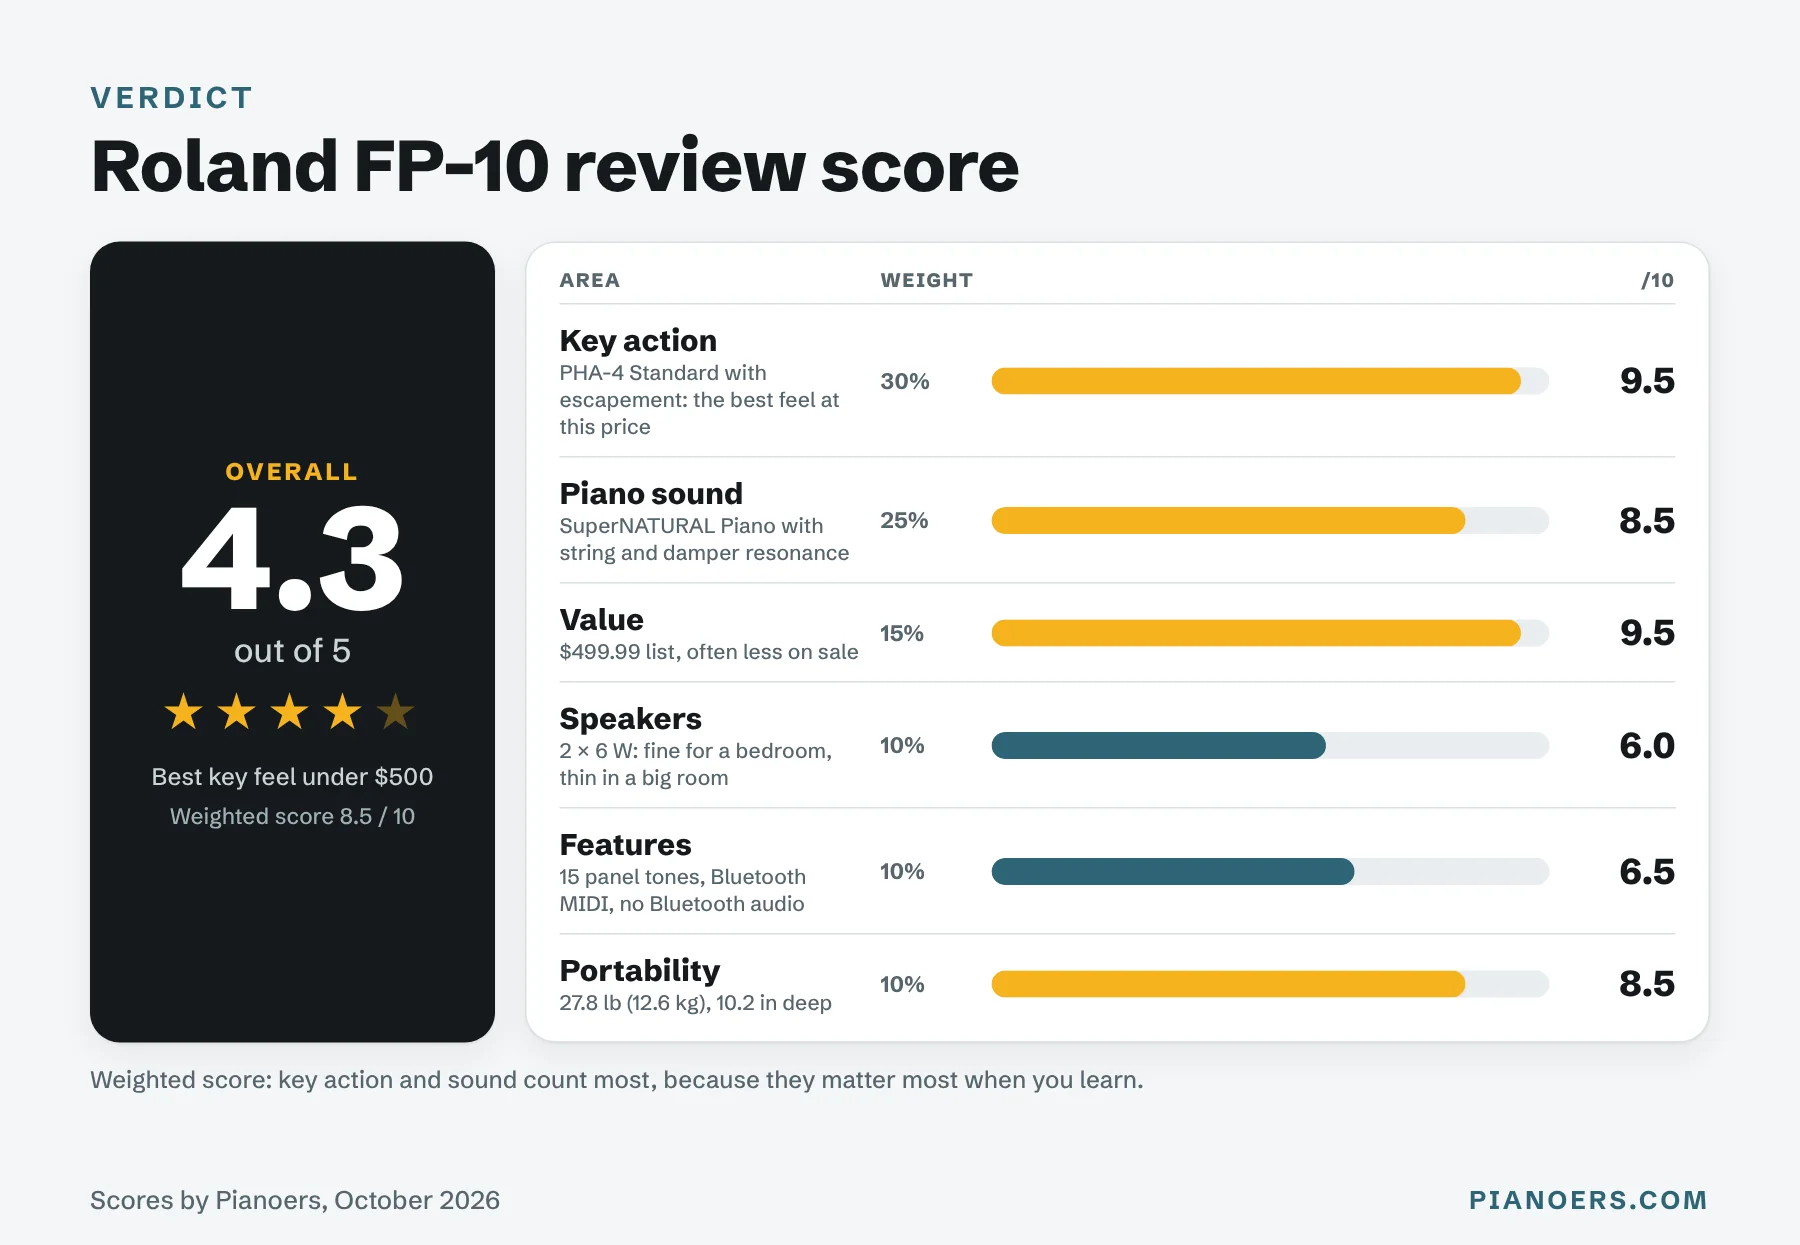 VERDICT
Roland FP-10 review score
OVERALL
4.3
out of 5
Best key feel under $500
Weighted score 8.5 / 10
AREA WEIGHT /10
Key action
PHA-4 Standard with
escapement: the best feel at
this price
30% 9.5
Piano sound
SuperNATURAL Piano with
string and damper resonance
25% 8.5
Value
$499.99 list, often less on sale
15% 9.5
Speakers
2 × 6 W: fine for a bedroom,
thin in a big room
10% 6.0
Features
15 panel tones, Bluetooth
MIDI, no Bluetooth audio
10% 6.5
Portability
27.8 lb (12.6 kg), 10.2 in deep
10% 8.5
Weighted score: key action and sound count most, because they matter most when you learn.
Scores by Pianoers, October 2026
PIANOERS.COM